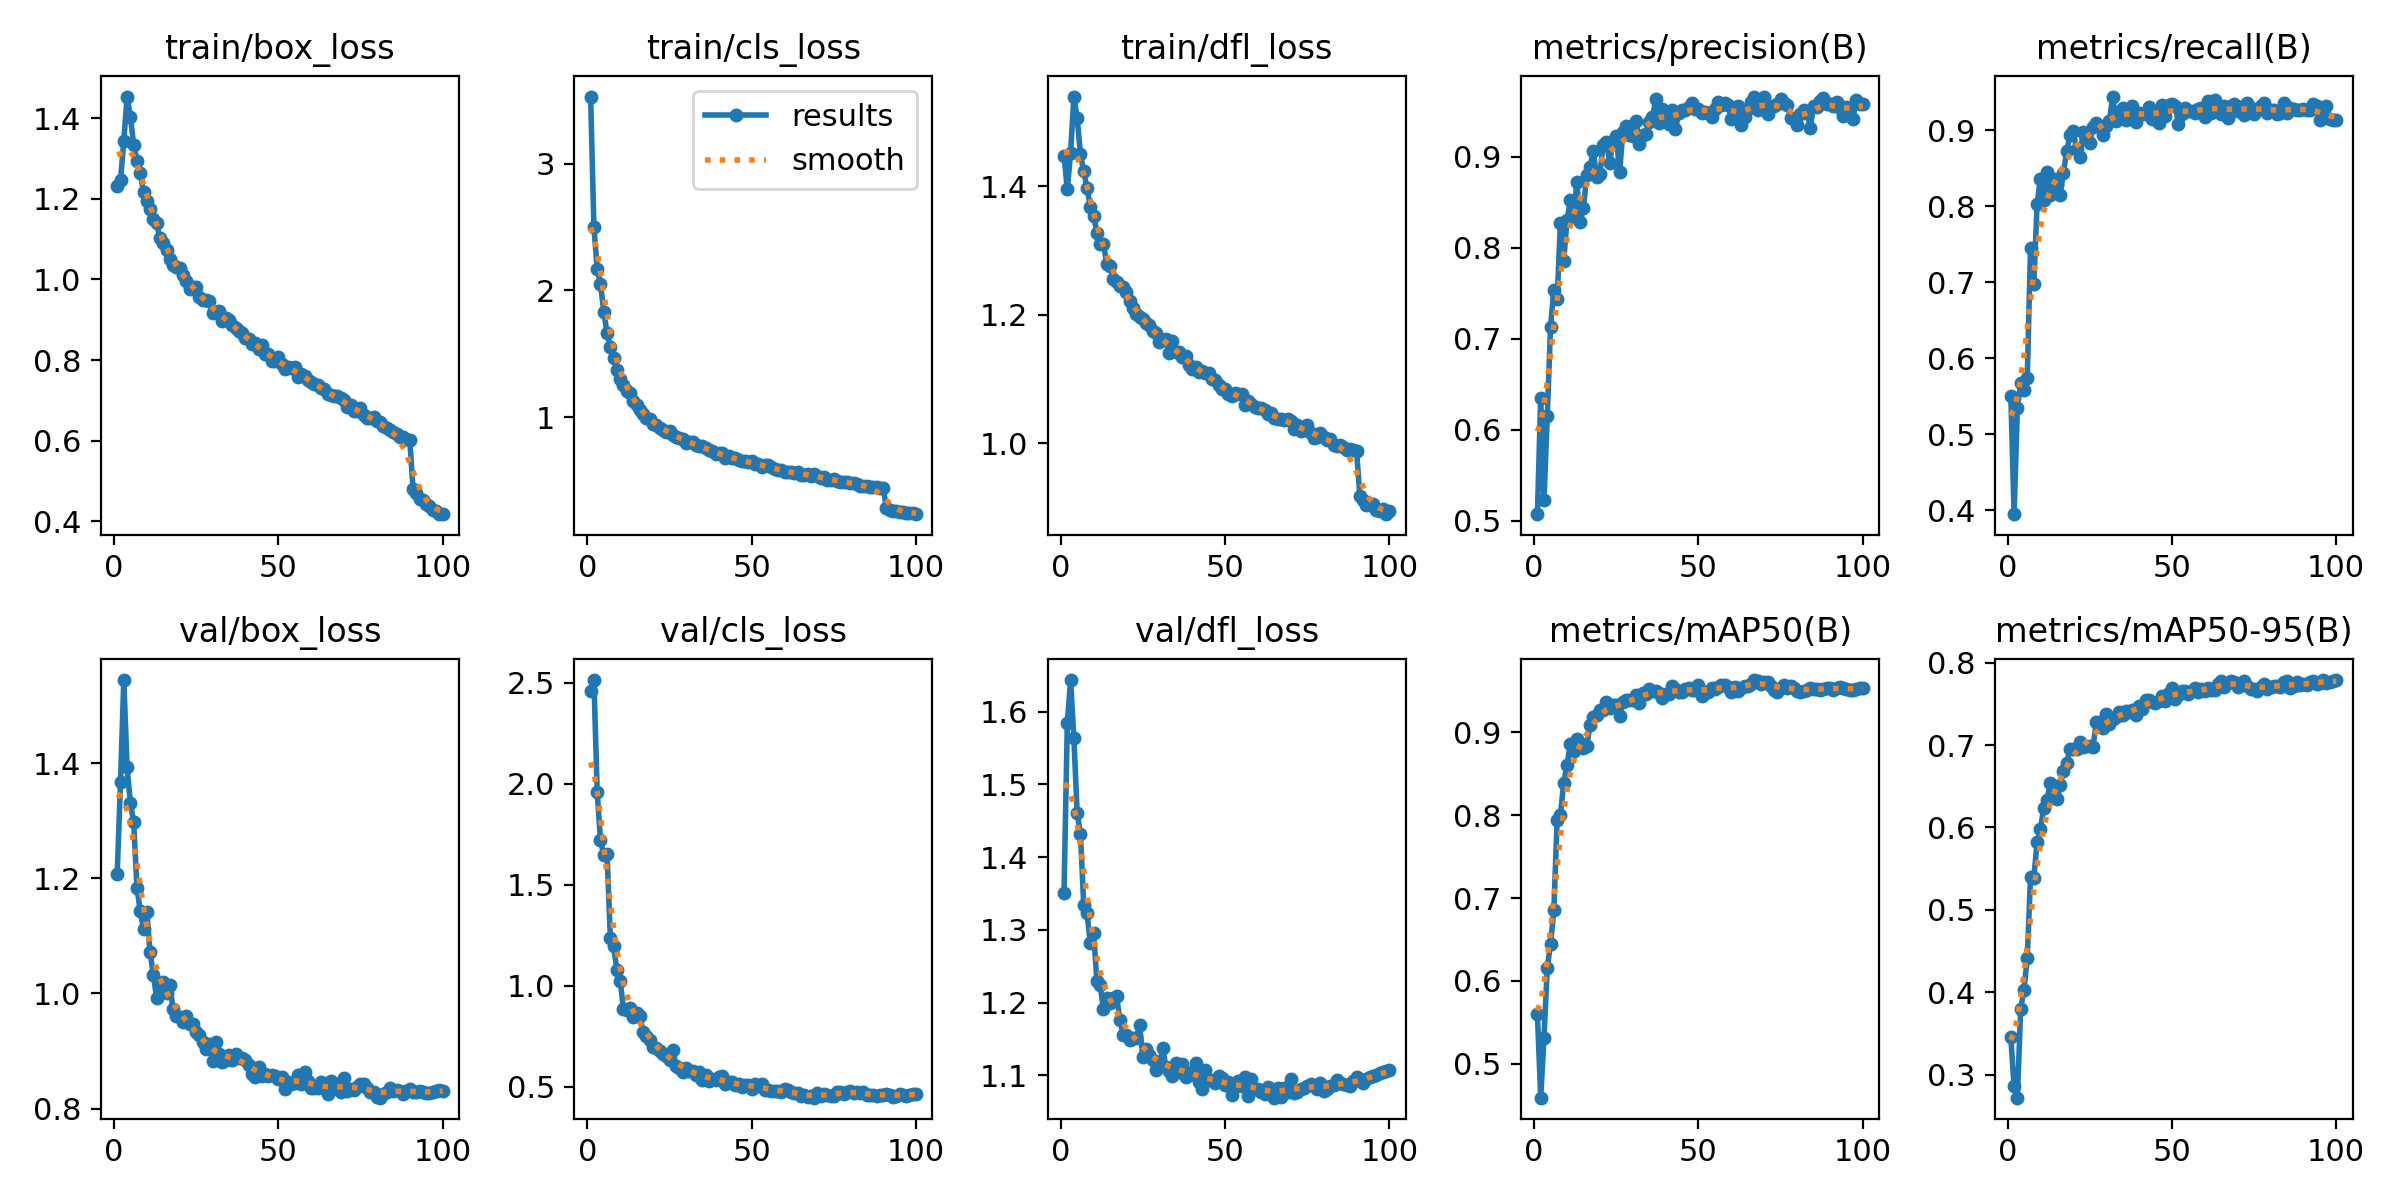 train/box_loss
1.4
1.2
1.0
0.8
0.6
0.4
0 50 100
train/cls_loss
results
smooth
3
2
1
0 50 100
train/dfl_loss
1.4
1.2
1.0
0 50 100
metrics/precision(B)
0.9
0.8
0.7
0.6
0.5
0 50 100
metrics/recall(B)
0.9
0.8
0.7
0.6
0.5
0.4
0 50 100
val/box_loss
1.4
1.2
1.0
0.8
0 50 100
val/cls_loss
2.5
2.0
1.5
1.0
0.5
0 50 100
val/dfl_loss
1.6
1.5
1.4
1.3
1.2
1.1
0 50 100
metrics/mAP50(B)
0.9
0.8
0.7
0.6
0.5
0 50 100
metrics/mAP50-95(B)
0.8
0.7
0.6
0.5
0.4
0.3
0 50 100